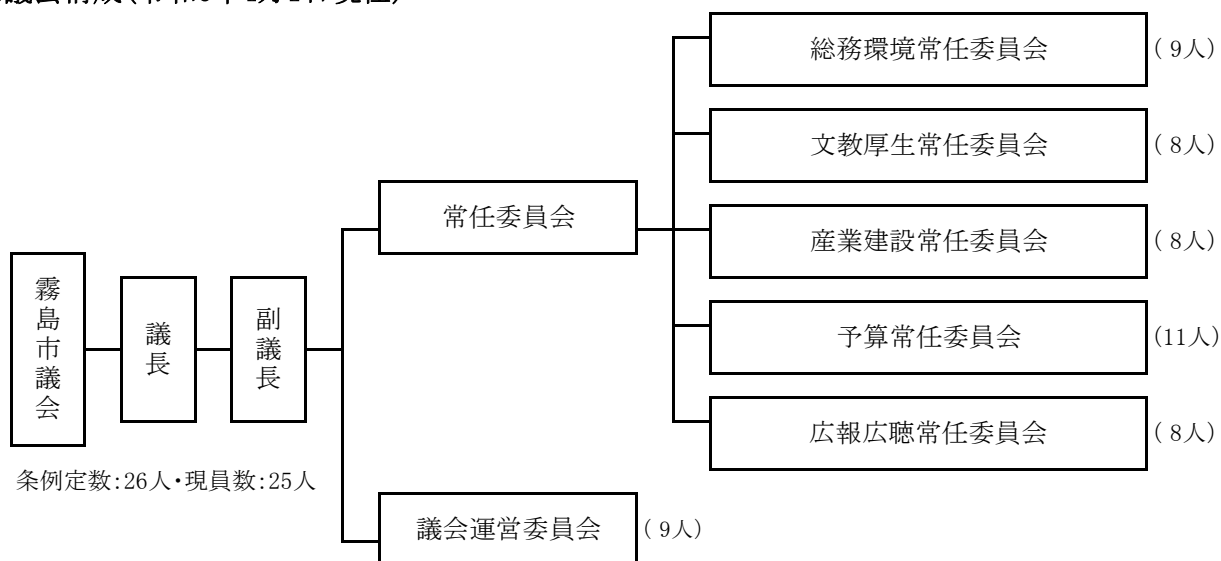 総務環境常任委員会 ( 9人)
文教厚生常任委員会 ( 8人)
常任委員会
産業建設常任委員会 ( 8人)
霧島市議会
議長
副議長
予算常任委員会 (11人)
広報広聴常任委員会 ( 8人)
条例定数:26人・現員数:25人
議会運営委員会 ( 9人)